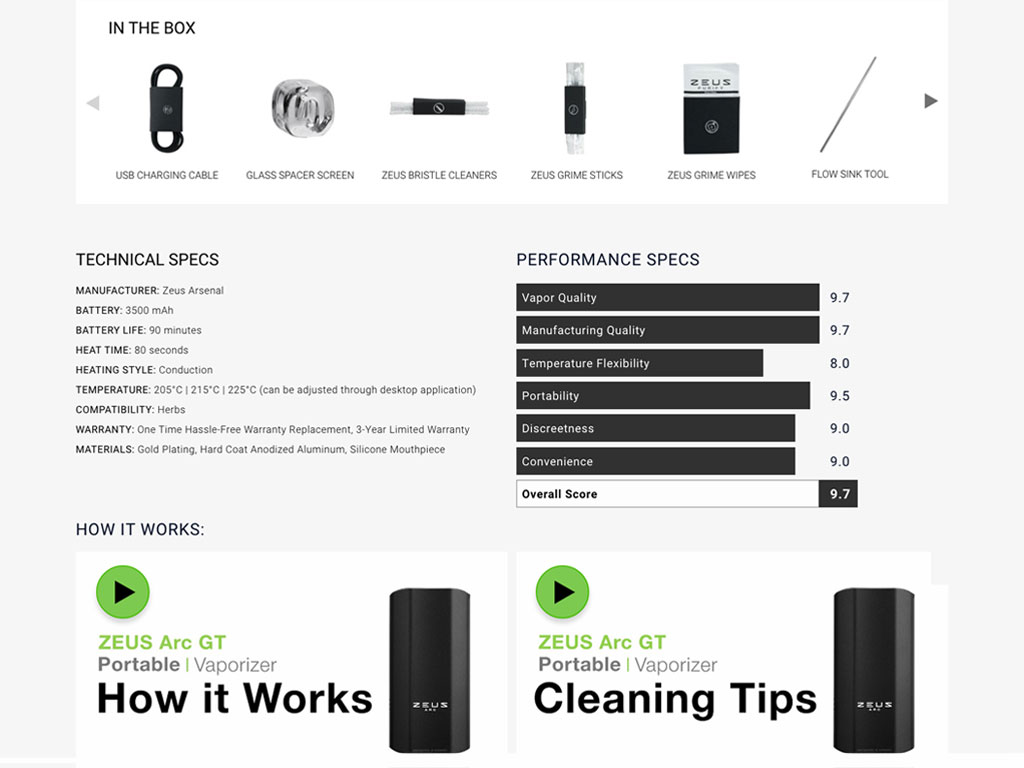 IN THE BOX
ZEUS
PURIFY
USB CHARGING CABLE
GLASS SPACER SCREEN
ZEUS BRISTLE CLEANERS
ZEUS GRIME STICKS
ZEUS GRIME WIPES
FLOW SINK TOOL
TECHNICAL SPECS
MANUFACTURER: Zeus Arsenal
BATTERY: 3500 mAh
BATTERY LIFE: 90 minutes
HEAT TIME: 80 seconds
HEATING STYLE: Conduction
TEMPERATURE: 205°C | 215°C | 225°C (can be adjusted through desktop application)
COMPATIBILITY: Herbs
WARRANTY: One Time Hassle-Free Warranty Replacement, 3-Year Limited Warranty
MATERIALS: Gold Plating, Hard Coat Anodized Aluminum, Silicone Mouthpiece
PERFORMANCE SPECS
Vapor Quality 9.7
Manufacturing Quality 9.7
Temperature Flexibility 8.0
Portability 9.5
Discreetness 9.0
Convenience 9.0
Overall Score 9.7
HOW IT WORKS:
ZEUS Arc GT
Portable | Vaporizer
How it Works
ZEUS
ARC
ZEUS Arc GT
Portable | Vaporizer
Cleaning Tips
ZEUS
ARC